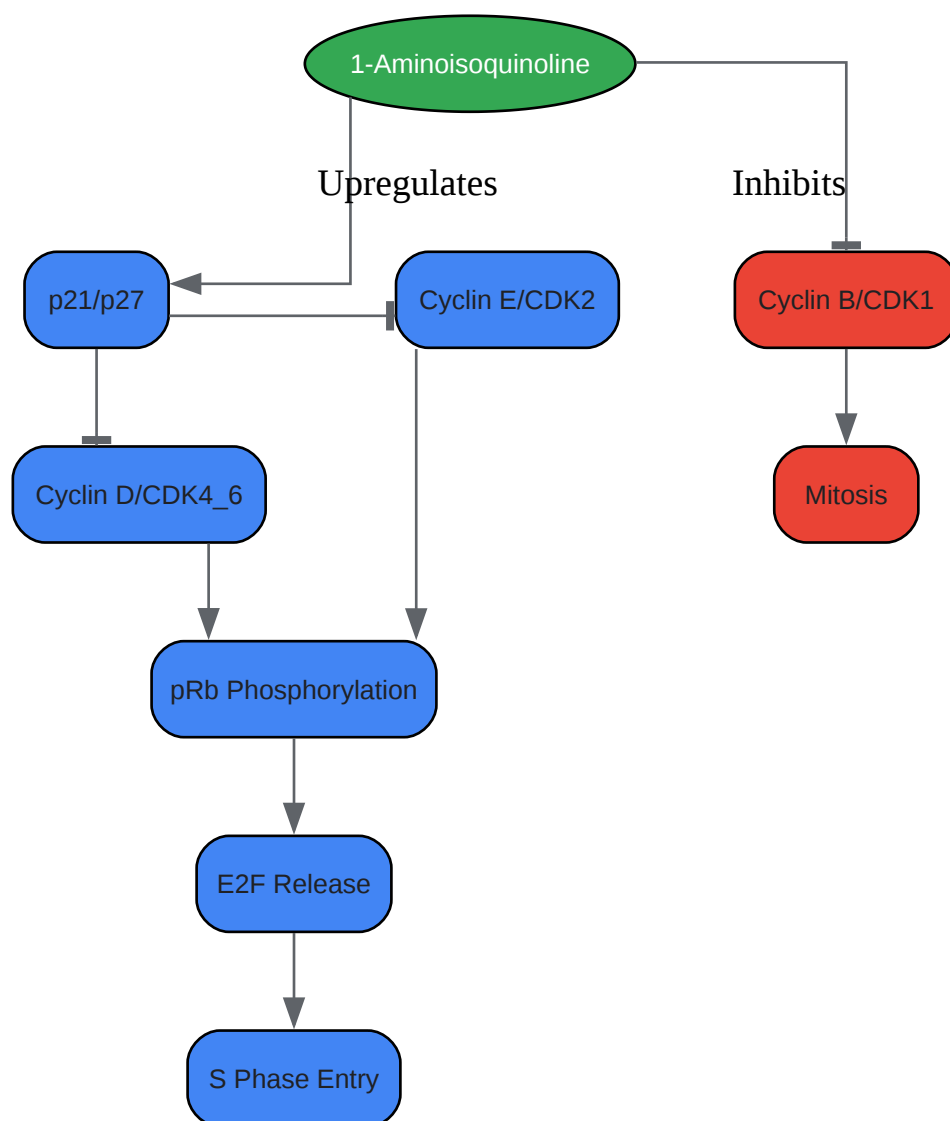 1-Aminoisoquinoline
Upregulates
Inhibits
p21/p27
Cyclin E/CDK2
Cyclin B/CDK1
Cyclin D/CDK4_6
Mitosis
pRb Phosphorylation
E2F Release
S Phase Entry